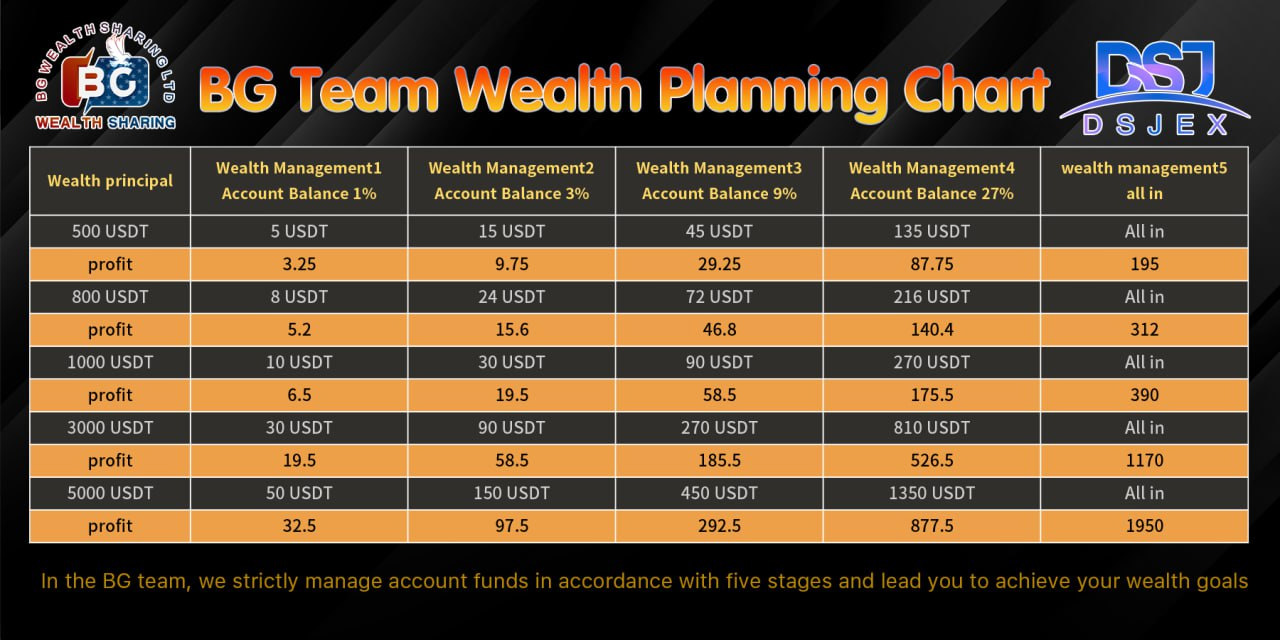 BG WEALTH SHARING LTD
BG
WEALTH SHARING
BG Team Wealth Planning Chart
DSJ
DSJEX
Wealth principal
Wealth Management1
Account Balance 1%
Wealth Management2
Account Balance 3%
Wealth Management3
Account Balance 9%
Wealth Management4
Account Balance 27%
wealth management5
all in
500 USDT 5 USDT 15 USDT 45 USDT 135 USDT All in
profit 3.25 9.75 29.25 87.75 195
800 USDT 8 USDT 24 USDT 72 USDT 216 USDT All in
profit 5.2 15.6 46.8 140.4 312
1000 USDT 10 USDT 30 USDT 90 USDT 270 USDT All in
profit 6.5 19.5 58.5 175.5 390
3000 USDT 30 USDT 90 USDT 270 USDT 810 USDT All in
profit 19.5 58.5 185.5 526.5 1170
5000 USDT 50 USDT 150 USDT 450 USDT 1350 USDT All in
profit 32.5 97.5 292.5 877.5 1950
In the BG team, we strictly manage account funds in accordance with five stages and lead you to achieve your wealth goals